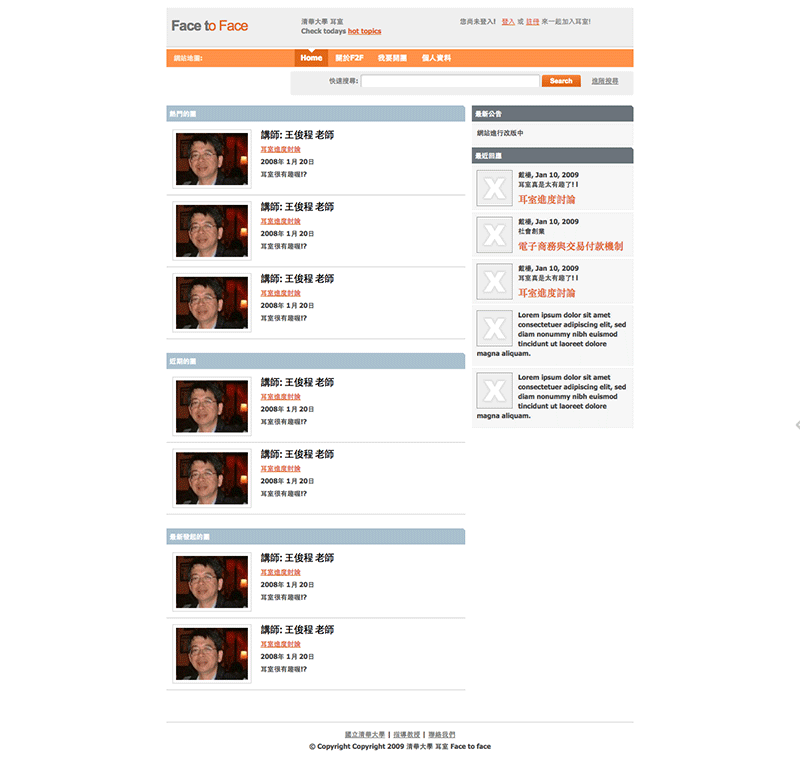 Face to Face
清華大學 耳室
Check todays hot topics
您尚未登入! 登入 或 註冊 來一起加入耳室!
網站地圖:
Home
關於F2F
我要開團
個人資料
快速搜尋:
Search
進階搜尋
熱門的團
講師: 王俊程 老師
耳室進度討論
2008年 1月 20日
耳室很有趣喔!?
講師: 王俊程 老師
耳室進度討論
2008年 1月 20日
耳室很有趣喔!?
講師: 王俊程 老師
耳室進度討論
2008年 1月 20日
耳室很有趣喔!?
近期的團
講師: 王俊程 老師
耳室進度討論
2008年 1月 20日
耳室很有趣喔!?
講師: 王俊程 老師
耳室進度討論
2008年 1月 20日
耳室很有趣喔!?
最新發起的團
講師: 王俊程 老師
耳室進度討論
2008年 1月 20日
耳室很有趣喔!?
講師: 王俊程 老師
耳室進度討論
2008年 1月 20日
耳室很有趣喔!?
最新公告
網站進行改版中
最近回應
Jan 10, 2009
耳室真是太有趣了!!
耳室進度討論
Jan 10, 2009
社會創業
電子商務與交易付款機制
Jan 10, 2009
耳室真是太有趣了!!
耳室進度討論
Lorem ipsum dolor sit amet
consectetuer adipiscing elit, sed
diam nonummy nibh euismod
tincidunt ut laoreet dolore
magna aliquam.
Lorem ipsum dolor sit amet
consectetuer adipiscing elit, sed
diam nonummy nibh euismod
tincidunt ut laoreet dolore
magna aliquam.
國立清華大學 | 指導教授 | 聯絡我們
© Copyright Copyright 2009 清華大學 耳室 Face to face